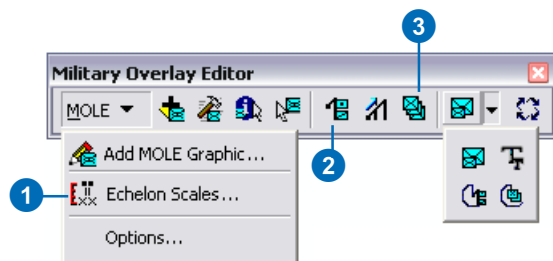 3
Military Overlay Editor
MOLE
2
Add MOLE Graphic...
1
Echelon Scales...
Options...